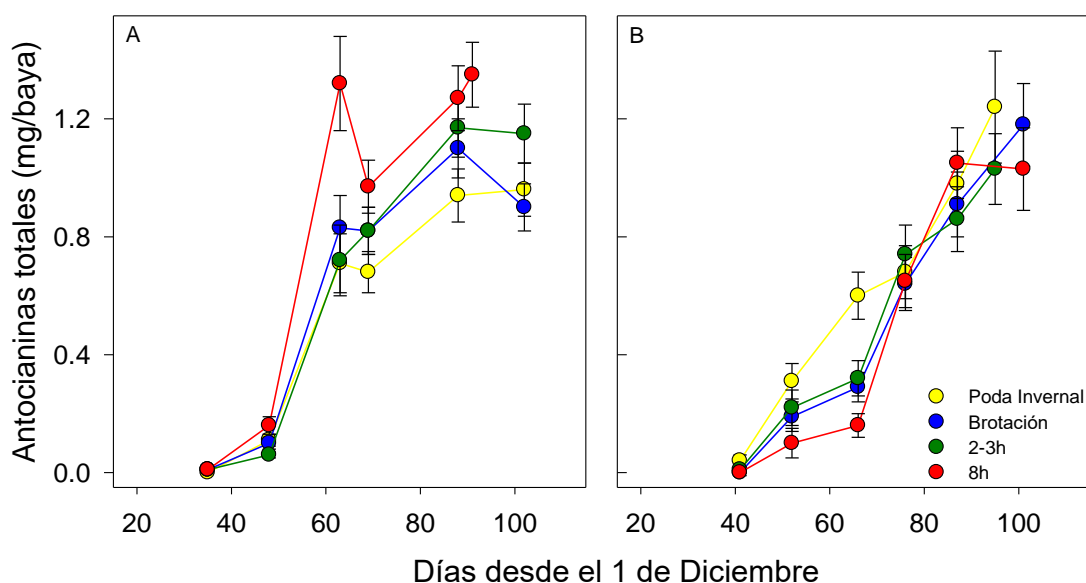 A
B
Antocianinas totales (mg/baya)
1.2
0.8
0.4
0.0
Poda Invernal
Brotación
2-3h
8h
20 40 60 80 100
20 40 60 80 100
Días desde el 1 de Diciembre